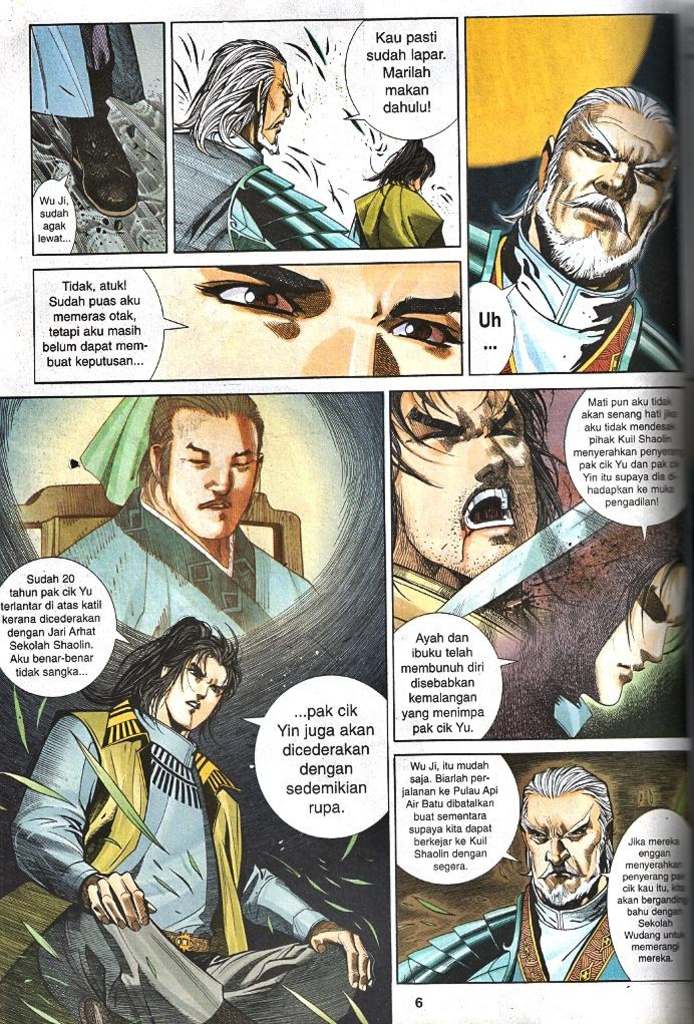 Wu Ji,
sudah
agak
lewat...
Kau pasti
sudah lapar.
Marilah
makan
dahulu!
Uh
...
Tidak, atuk!
Sudah puas aku
memeras otak,
tetapi aku masih
belum dapat mem-
buat keputusan...
Sudah 20
tahun pak cik Yu
terlantar di atas katil
kerana dicederakan
dengan Jari Arhat
Sekolah Shaolin.
Aku benar-benar
tidak sangka...
...pak cik
Yin juga akan
dicederakan
dengan
sedemikian
rupa.
Mati pun aku tidak
akan senang hati jika
aku tidak mendesak
pihak Kuil Shaolin
menyerahkan penyerang
pak cik Yu dan pak cik
Yin itu supaya dia di-
hadapkan ke muka
pengadilan!
Ayah dan
ibuku telah
membunuh diri
disebabkan
kemalangan
yang menimpa
pak cik Yu.
Wu Ji, itu mudah
saja. Biarlah per-
jalanan ke Pulau Api
Air Batu dibatalkan
buat sementara
supaya kita dapat
berkejar ke Kuil
Shaolin dengan
segera.
Jika mereka
enggan
menyerahkan
penyerang pak
cik kau itu, kita
akan berganding
bahu dengan
Sekolah
Wudang untuk
memerangi
mereka.
6